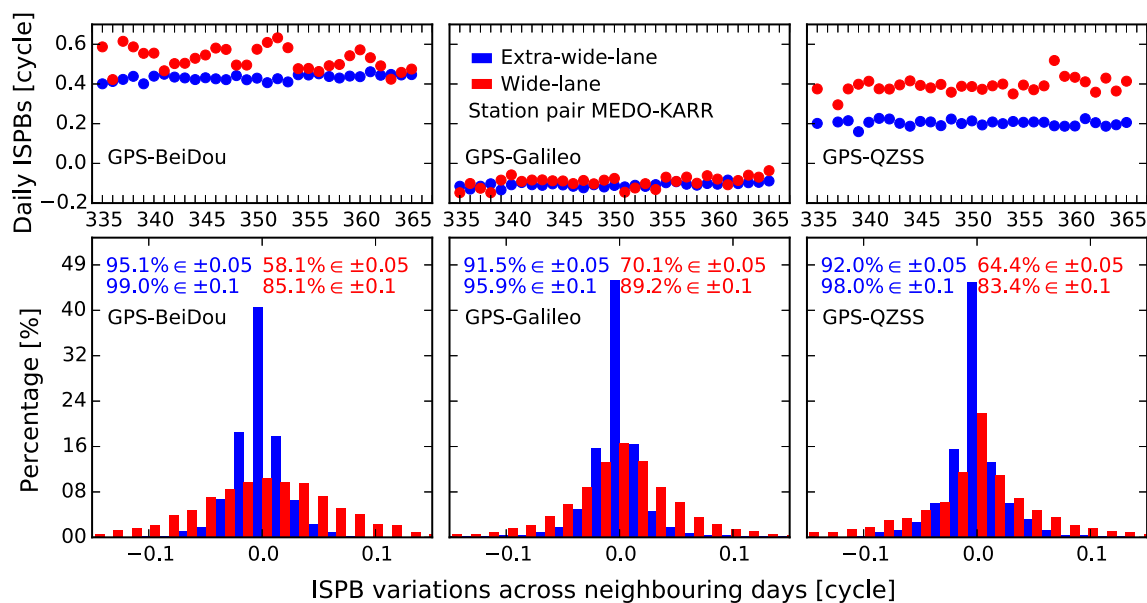 Daily ISPBs [cycle]
0.6
0.4
0.2
0.0
−0.2
GPS-BeiDou
335 340 345 350 355 360 365
Extra-wide-lane
Wide-lane
Station pair MEDO-KARR
GPS-Galileo
335 340 345 350 355 360 365
GPS-QZSS
335 340 345 350 355 360 365
Percentage [%]
49
40
32
24
16
08
00
95.1%∈ ±0.05 58.1%∈ ±0.05
99.0%∈ ±0.1 85.1%∈ ±0.1
GPS-BeiDou
−0.1 0.0 0.1
91.5%∈ ±0.05 70.1%∈ ±0.05
95.9%∈ ±0.1 89.2%∈ ±0.1
GPS-Galileo
−0.1 0.0 0.1
92.0%∈ ±0.05 64.4%∈ ±0.05
98.0%∈ ±0.1 83.4%∈ ±0.1
GPS-QZSS
−0.1 0.0 0.1
ISPB variations across neighbouring days [cycle]